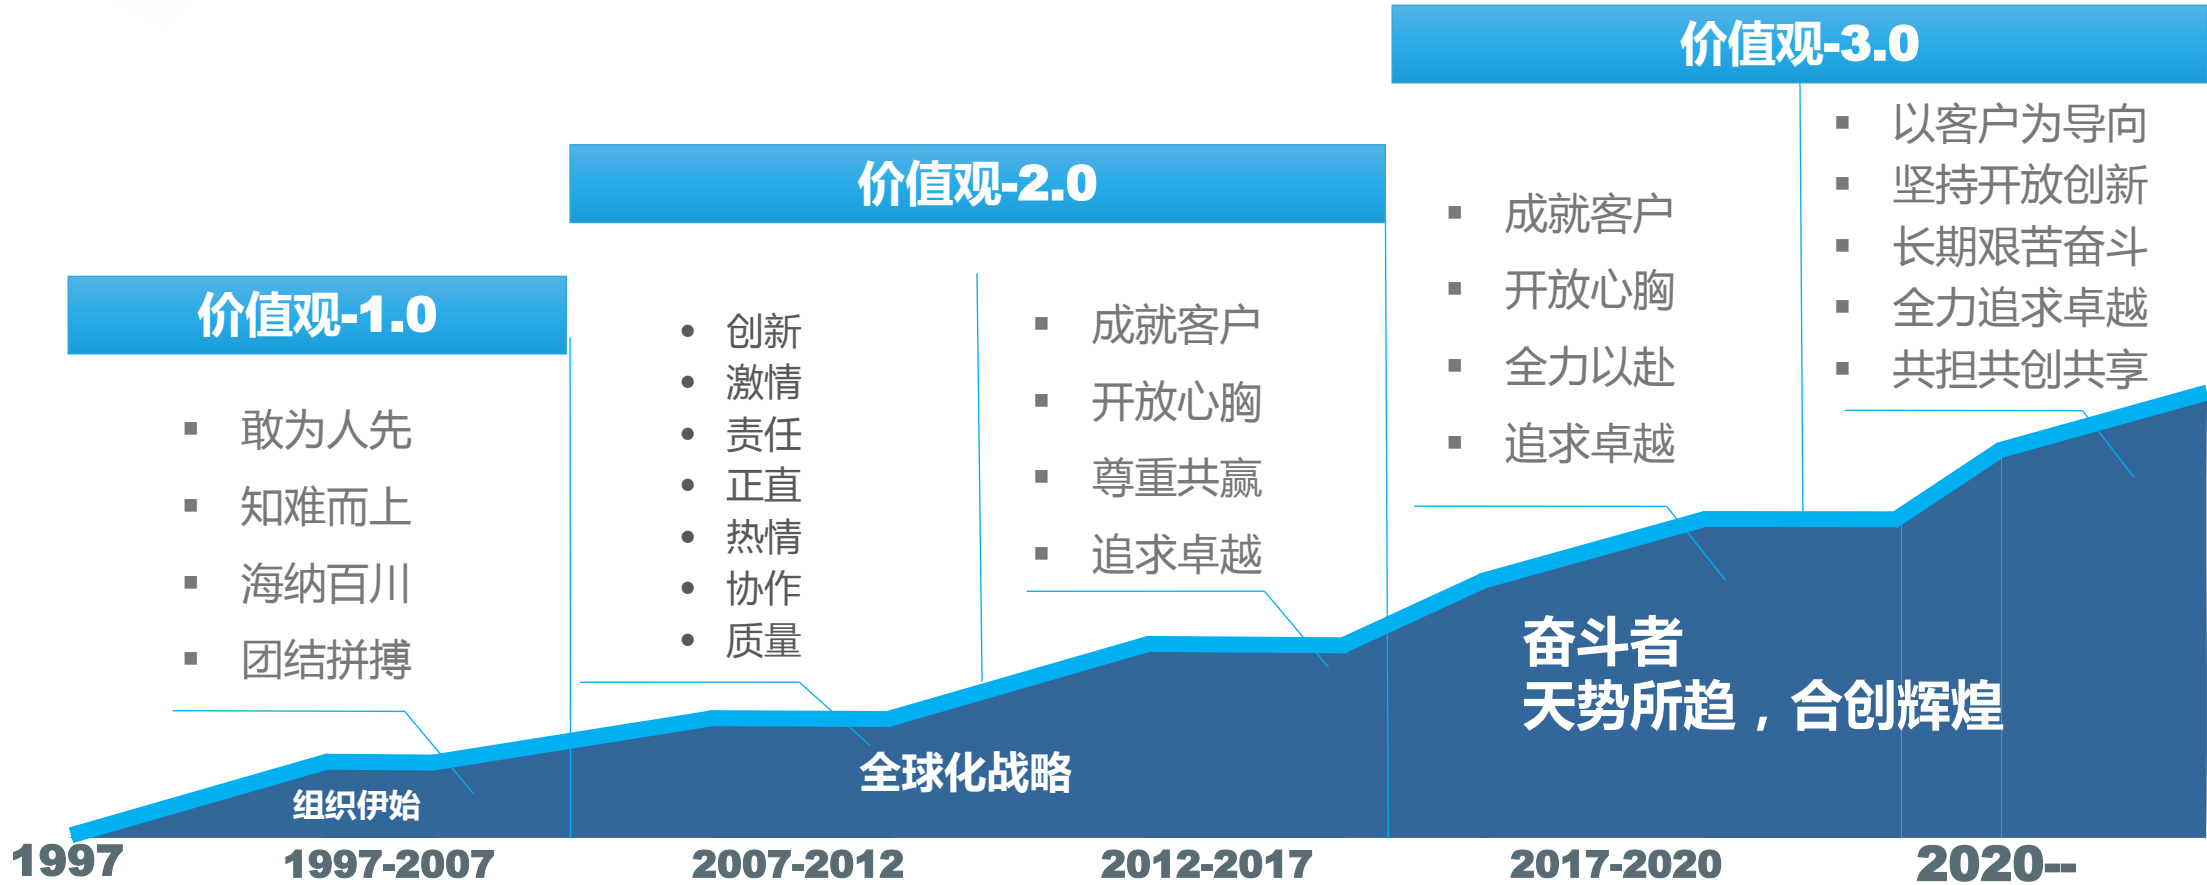 价值观-1.0
敢为人先
知难而上
海纳百川
团结拼搏
组织伊始
价值观-2.0
创新
激情
责任
正直
热情
协作
质量
成就客户
开放心胸
尊重共赢
追求卓越
全球化战略
价值观-3.0
成就客户
开放心胸
全力以赴
追求卓越
以客户为导向
坚持开放创新
长期艰苦奋斗
全力追求卓越
共担共创共享
奋斗者
天势所趋，合创辉煌
1997
1997-2007
2007-2012
2012-2017
2017-2020
2020--